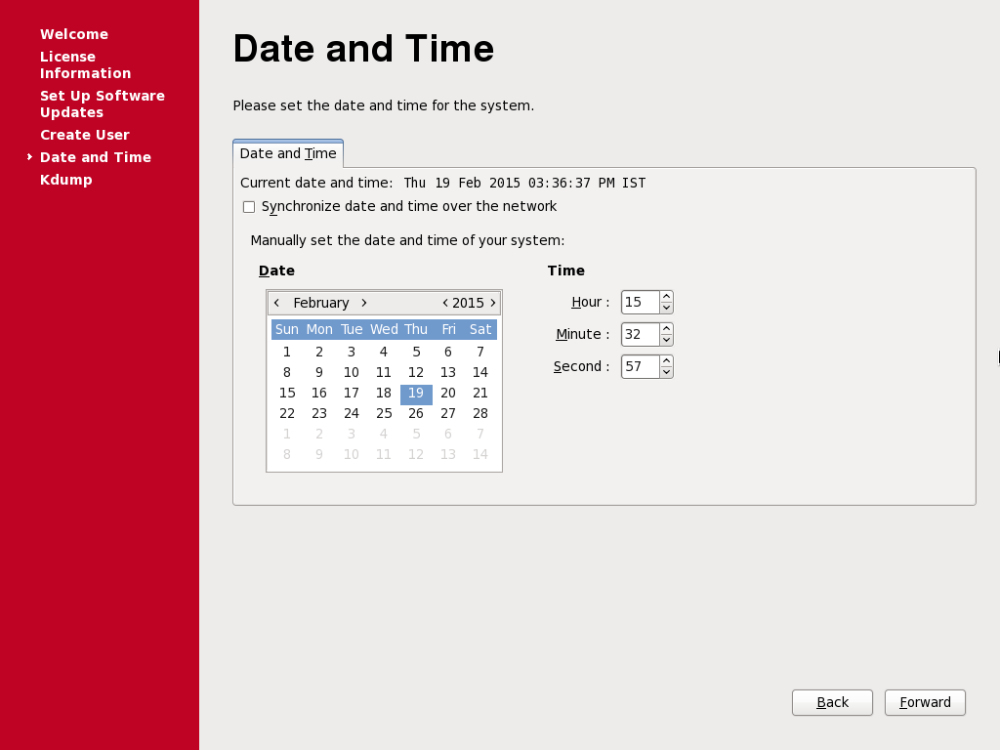 Welcome
License
Information
Set Up Software
Updates
Create User
Date and Time
Kdump
Date and Time
Please set the date and time for the system.
Date and Time
Current date and time: Thu 19 Feb 2015 03:36:37 PM IST
Synchronize date and time over the network
Manually set the date and time of your system:
Date
February 2015
Sun Mon Tue Wed Thu Fri Sat
1 2 3 4 5 6 7
8 9 10 11 12 13 14
15 16 17 18 19 20 21
22 23 24 25 26 27 28
1 2 3 4 5 6 7
8 9 10 11 12 13 14
Time
Hour : 15
Minute : 32
Second : 57
Back Forward